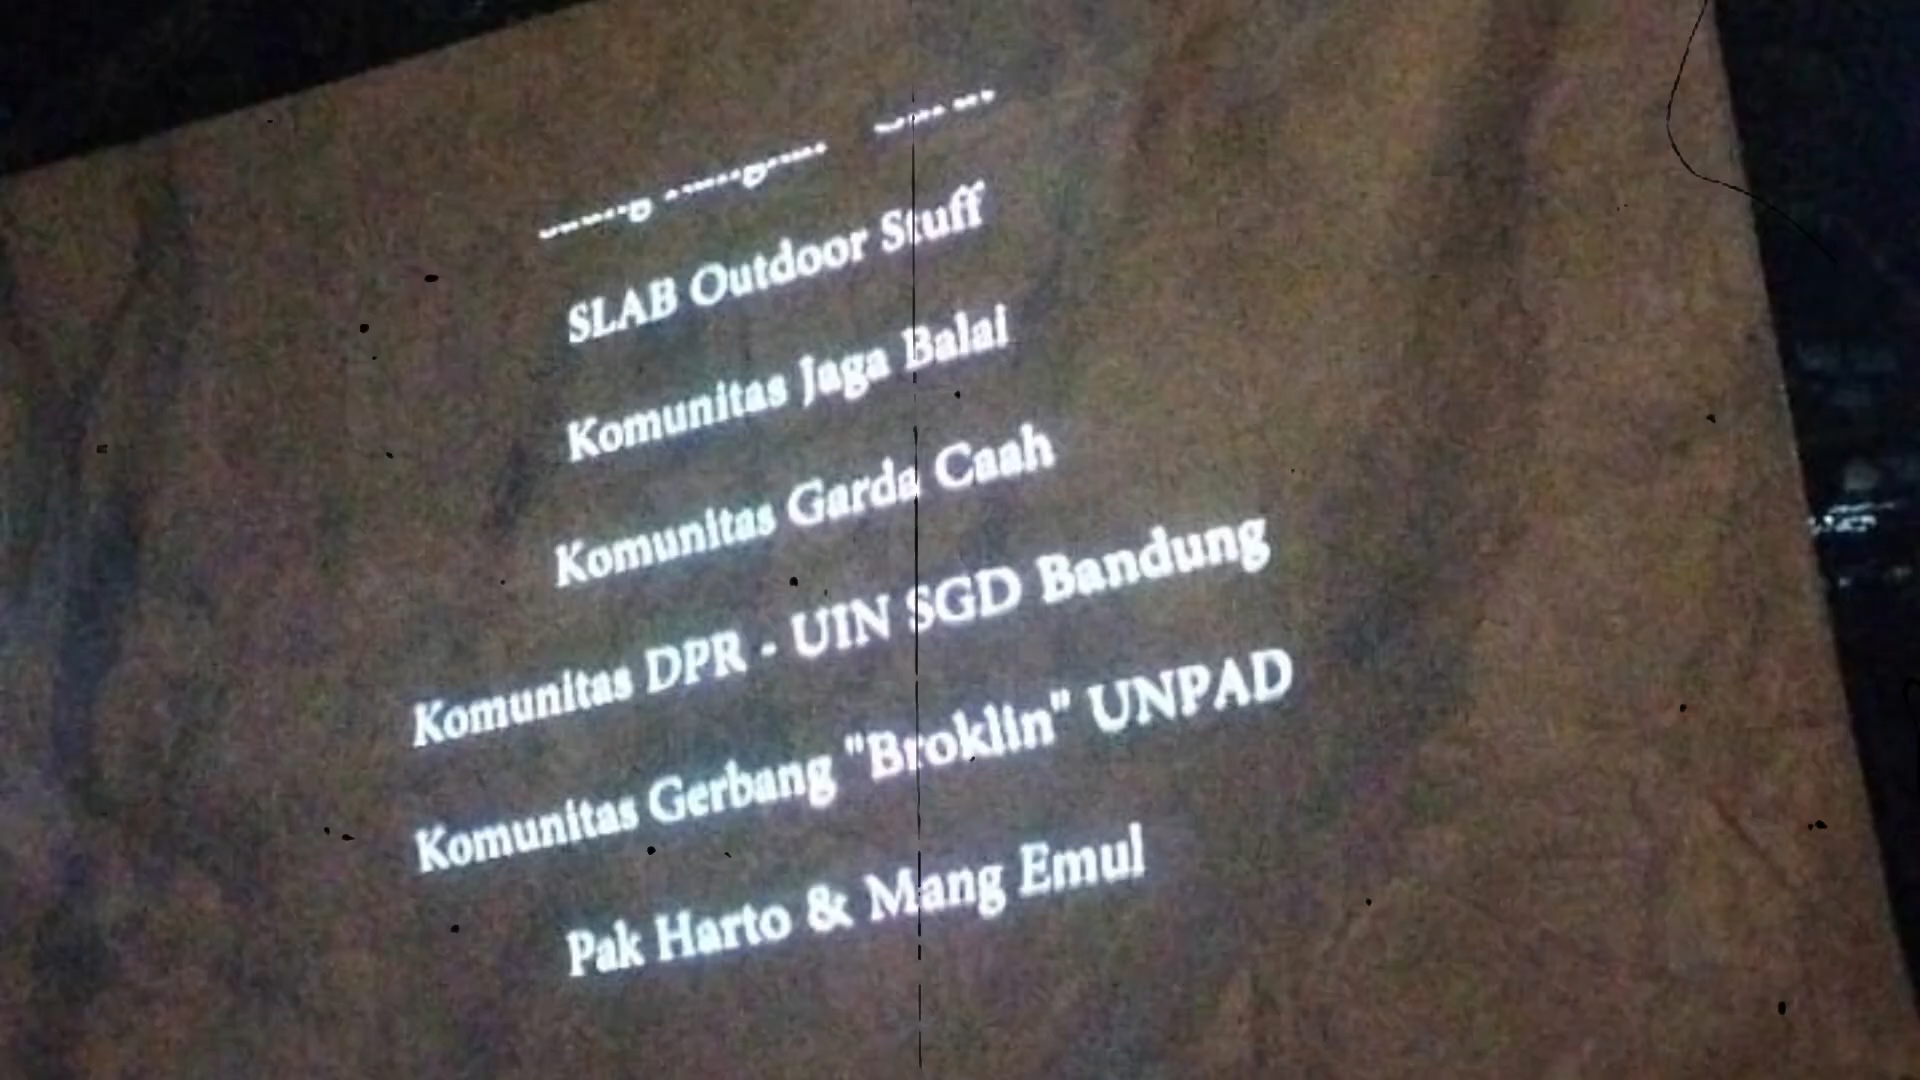 SLAB Outdoor Stuff
Komunitas Jaga Balai
Komunitas Garda Caah
Komunitas DPR - UIN SGD Bandung
Komunitas Gerbang "Broklin" UNPAD
Pak Harto & Mang Emul